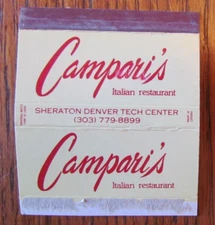 Campari's
Italian restaurant
SHERATON DENVER TECH CENTER
(303) 779-8899
Campari's
Italian restaurant